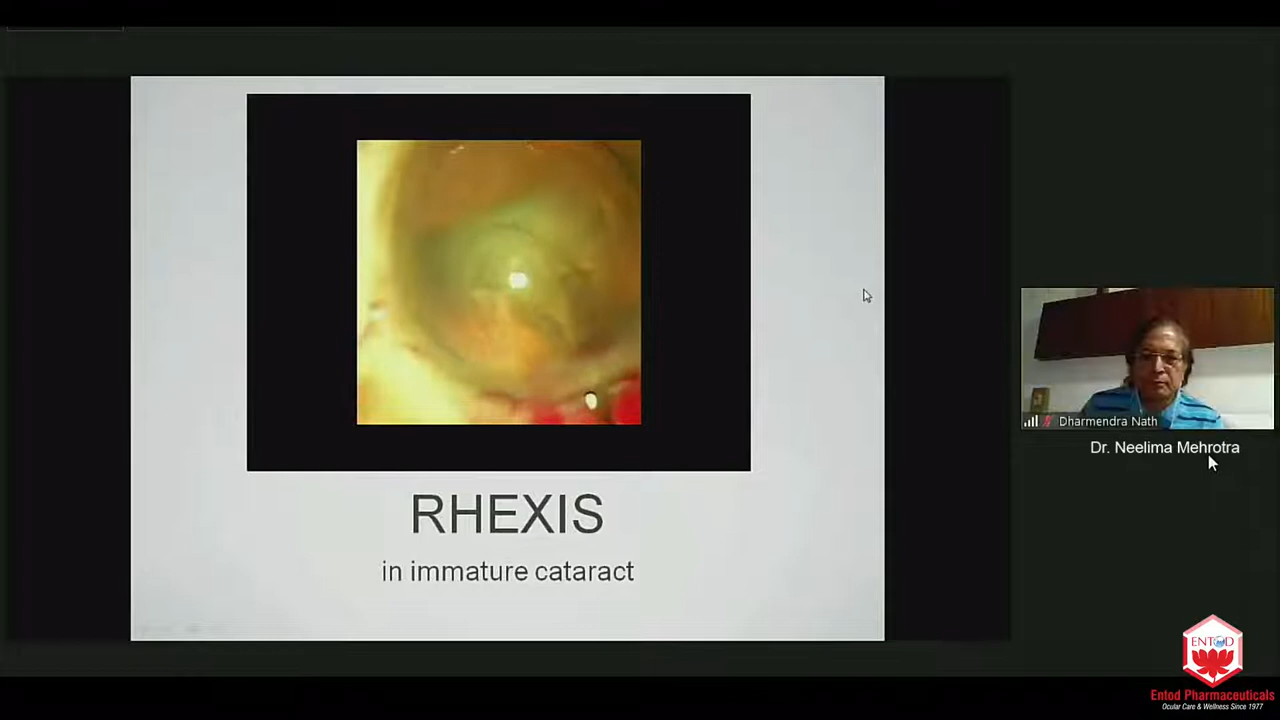 RHEXIS
in immature cataract
Dharmendra Nath
Dr. Neelima Mehrotra
ENTOD
Entod Pharmaceuticals
Ocular Care & Wellness Since 1977